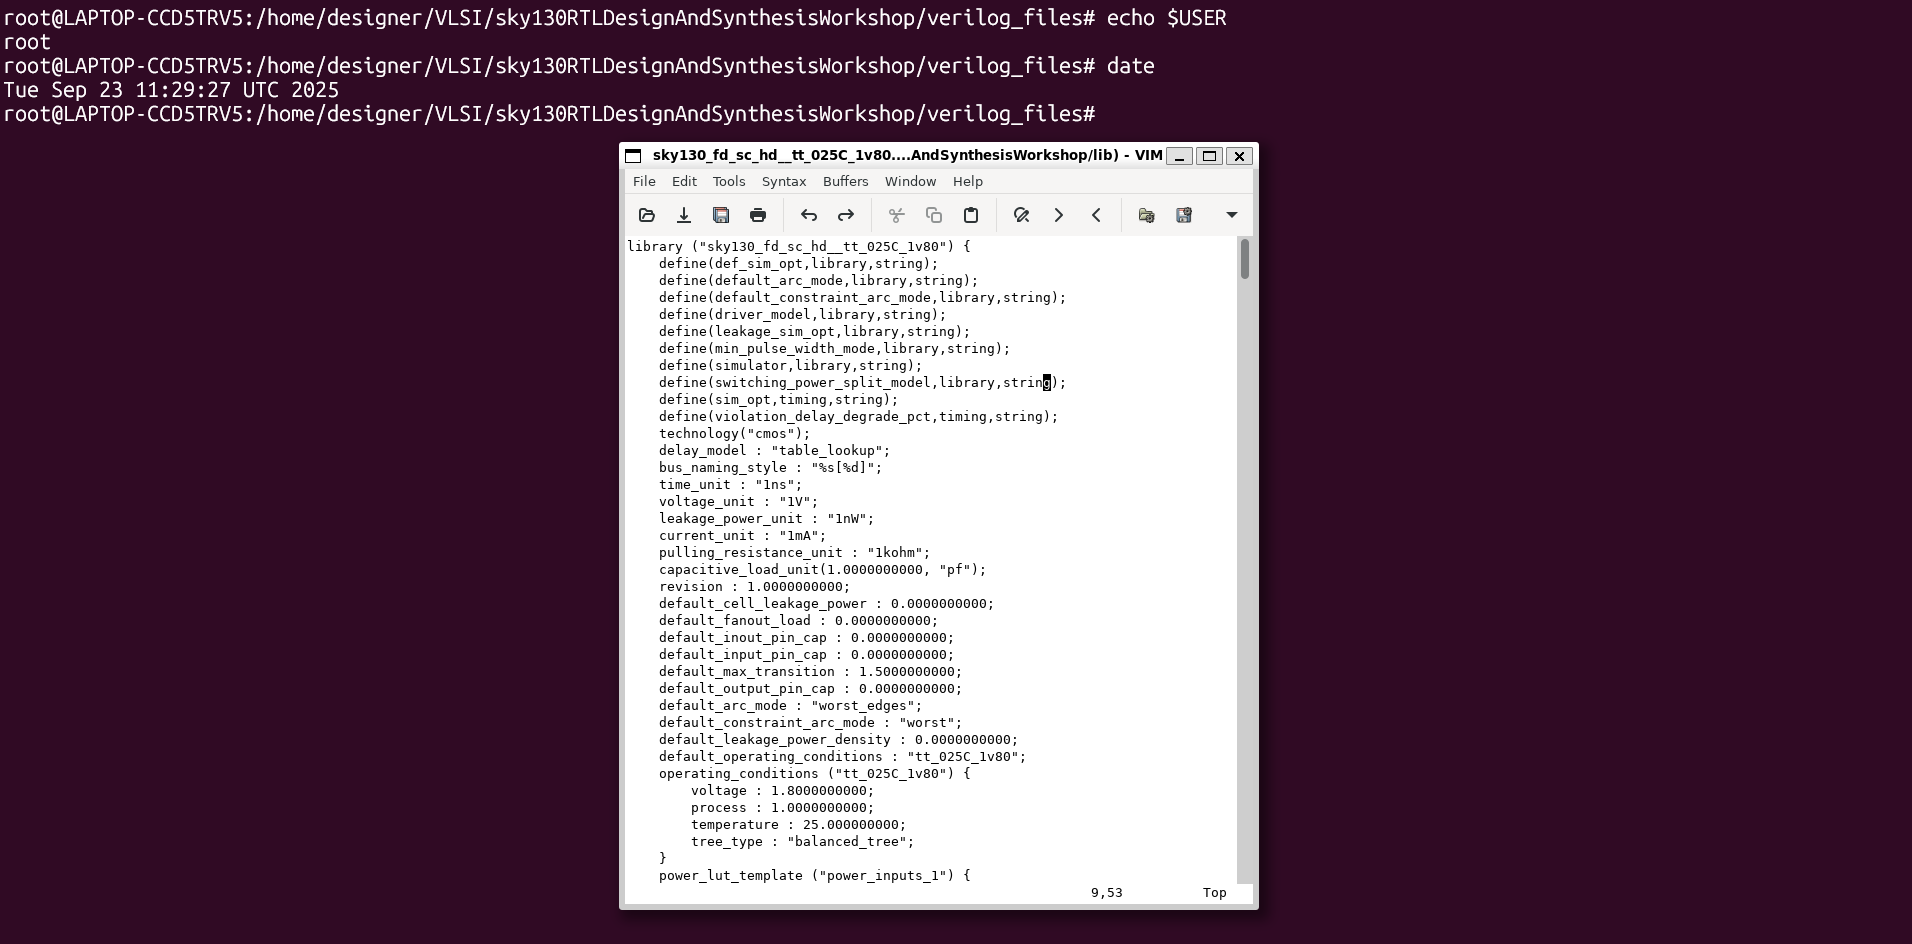 root@LAPTOP-CCD5TRV5:/home/designer/VLSI/sky130RTLDesignAndSynthesisWorkshop/verilog_files# echo $USER
root
root@LAPTOP-CCD5TRV5:/home/designer/VLSI/sky130RTLDesignAndSynthesisWorkshop/verilog_files# date
Tue Sep 23 11:29:27 UTC 2025
root@LAPTOP-CCD5TRV5:/home/designer/VLSI/sky130RTLDesignAndSynthesisWorkshop/verilog_files#
sky130_fd_sc_hd__tt_025C_1v80....AndSynthesisWorkshop/lib) - VIM
File Edit Tools Syntax Buffers Window Help
library ("sky130_fd_sc_hd__tt_025C_1v80") {
    define(def_sim_opt,library,string);
    define(default_arc_mode,library,string);
    define(default_constraint_arc_mode,library,string);
    define(driver_model,library,string);
    define(leakage_sim_opt,library,string);
    define(min_pulse_width_mode,library,string);
    define(simulator,library,string);
    define(switching_power_split_model,library,string);
    define(sim_opt,timing,string);
    define(violation_delay_degrade_pct,timing,string);
    technology("cmos");
    delay_model : "table_lookup";
    bus_naming_style : "%s[%d]";
    time_unit : "1ns";
    voltage_unit : "1V";
    leakage_power_unit : "1nW";
    current_unit : "1mA";
    pulling_resistance_unit : "1kohm";
    capacitive_load_unit(1.0000000000, "pf");
    revision : 1.0000000000;
    default_cell_leakage_power : 0.0000000000;
    default_fanout_load : 0.0000000000;
    default_inout_pin_cap : 0.0000000000;
    default_input_pin_cap : 0.0000000000;
    default_max_transition : 1.5000000000;
    default_output_pin_cap : 0.0000000000;
    default_arc_mode : "worst_edges";
    default_constraint_arc_mode : "worst";
    default_leakage_power_density : 0.0000000000;
    default_operating_conditions : "tt_025C_1v80";
    operating_conditions ("tt_025C_1v80") {
        voltage : 1.8000000000;
        process : 1.0000000000;
        temperature : 25.000000000;
        tree_type : "balanced_tree";
    }
    power_lut_template ("power_inputs_1") {
9,53 Top